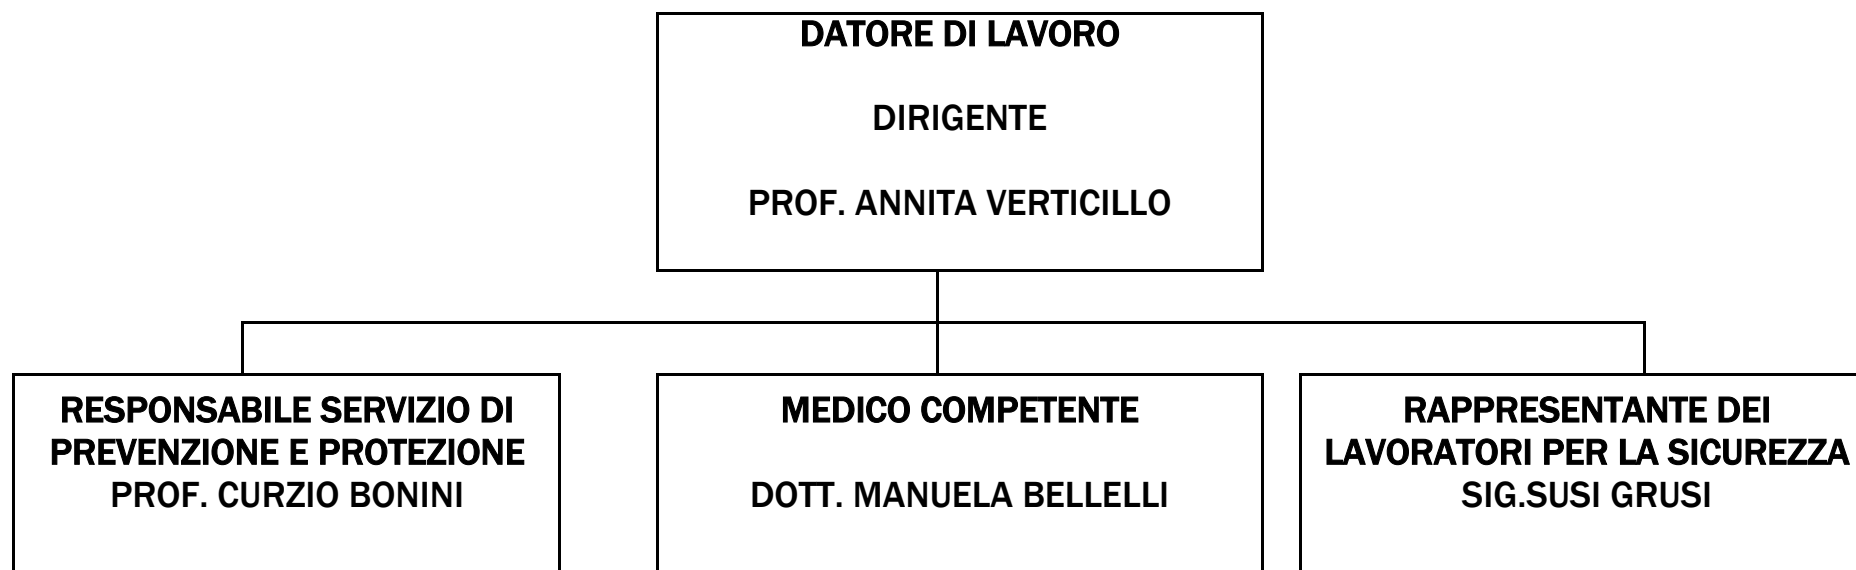 DATORE DI LAVORO
DIRIGENTE
PROF. ANNITA VERTICILLO
RESPONSABILE SERVIZIO DI
PREVENZIONE E PROTEZIONE
PROF. CURZIO BONINI
MEDICO COMPETENTE
DOTT. MANUELA BELLELLI
RAPPRESENTANTE DEI
LAVORATORI PER LA SICUREZZA
SIG.SUSI GRUSI